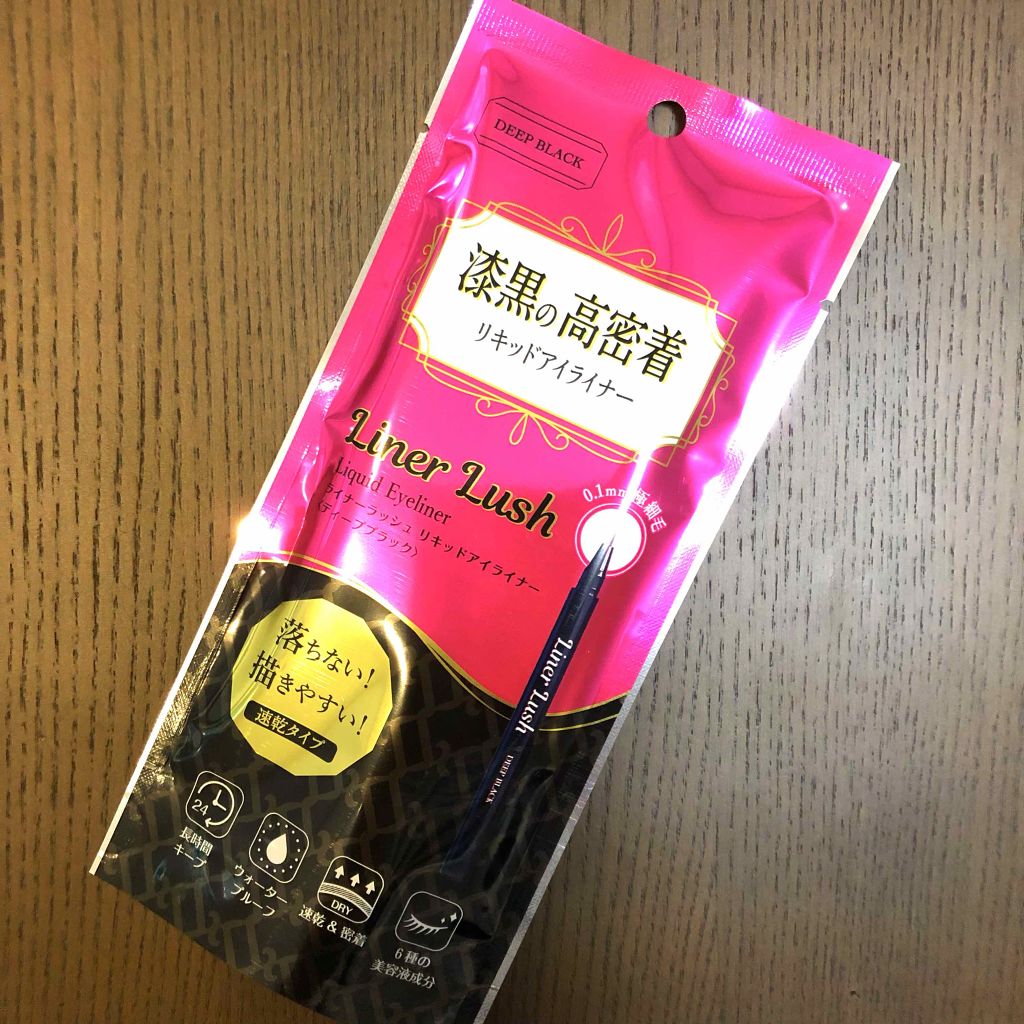 DEEP BLACK
漆黒の高密着
リキッドアイライナー
Liner Lush
Liquid Eyeliner
ライナーラッシュ リキッドアイライナー
〈ディープブラック〉
0.1mm極細毛
Liner Lush
DEEP BLACK
落ちない!
描きやすい!
速乾タイプ
24
長時間
キープ
ウォーター
プルーフ
DRY
速乾&密着
6種の
美容液成分